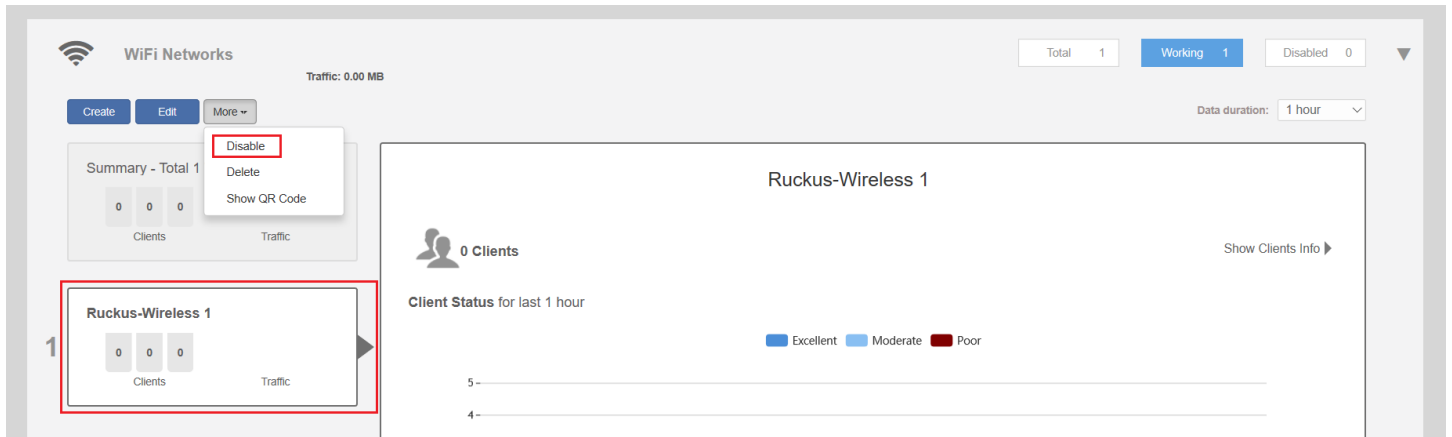 WiFi Networks
Total 1
Working 1
Disabled 0
Traffic: 0.00 MB
Create
Edit
More
Data duration: 1 hour
Disable
Delete
Show QR Code
Summary - Total 1
0 0 0
Clients
Traffic
Ruckus-Wireless 1
0 Clients
Show Clients Info
Client Status for last 1 hour
Excellent
Moderate
Poor
5
4
1
Ruckus-Wireless 1
0 0 0
Clients
Traffic